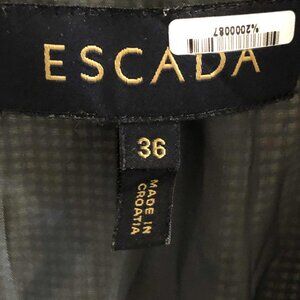 %2000087
ESCADA
36
MADE IN
CROATIA